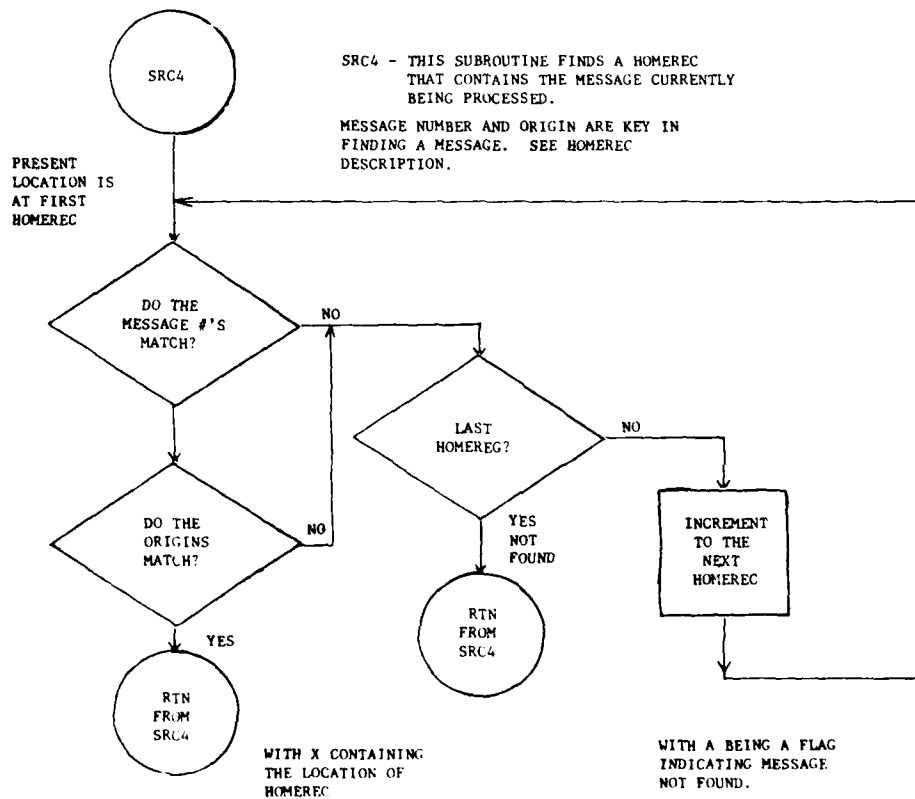 SRC4
SRC4 - THIS SUBROUTINE FINDS A HOMEREC
THAT CONTAINS THE MESSAGE CURRENTLY
BEING PROCESSED.
MESSAGE NUMBER AND ORIGIN ARE KEY IN
FINDING A MESSAGE. SEE HOMEREC
DESCRIPTION.
PRESENT
LOCATION IS
AT FIRST
HOMEREC
DO THE
MESSAGE #'S
MATCH?
NO
LAST
HOMEREG?
NO
DO THE
ORIGINS
MATCH?
NO
YES
NOT
FOUND
INCREMENT
TO THE
NEXT
HOMEREC
YES
RTN
FROM
SRC4
RTN
FROM
SRC4
WITH X CONTAINING
THE LOCATION OF
HOMEREC
WITH A BEING A FLAG
INDICATING MESSAGE
NOT FOUND.